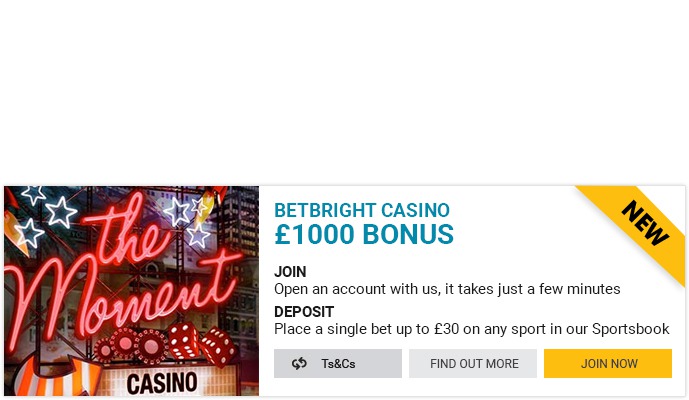 the
Moment
CASINO
NEW
BETBRIGHT CASINO
£1000 BONUS
JOIN
Open an account with us, it takes just a few minutes
DEPOSIT
Place a single bet up to £30 on any sport in our Sportsbook
Ts&Cs
FIND OUT MORE
JOIN NOW